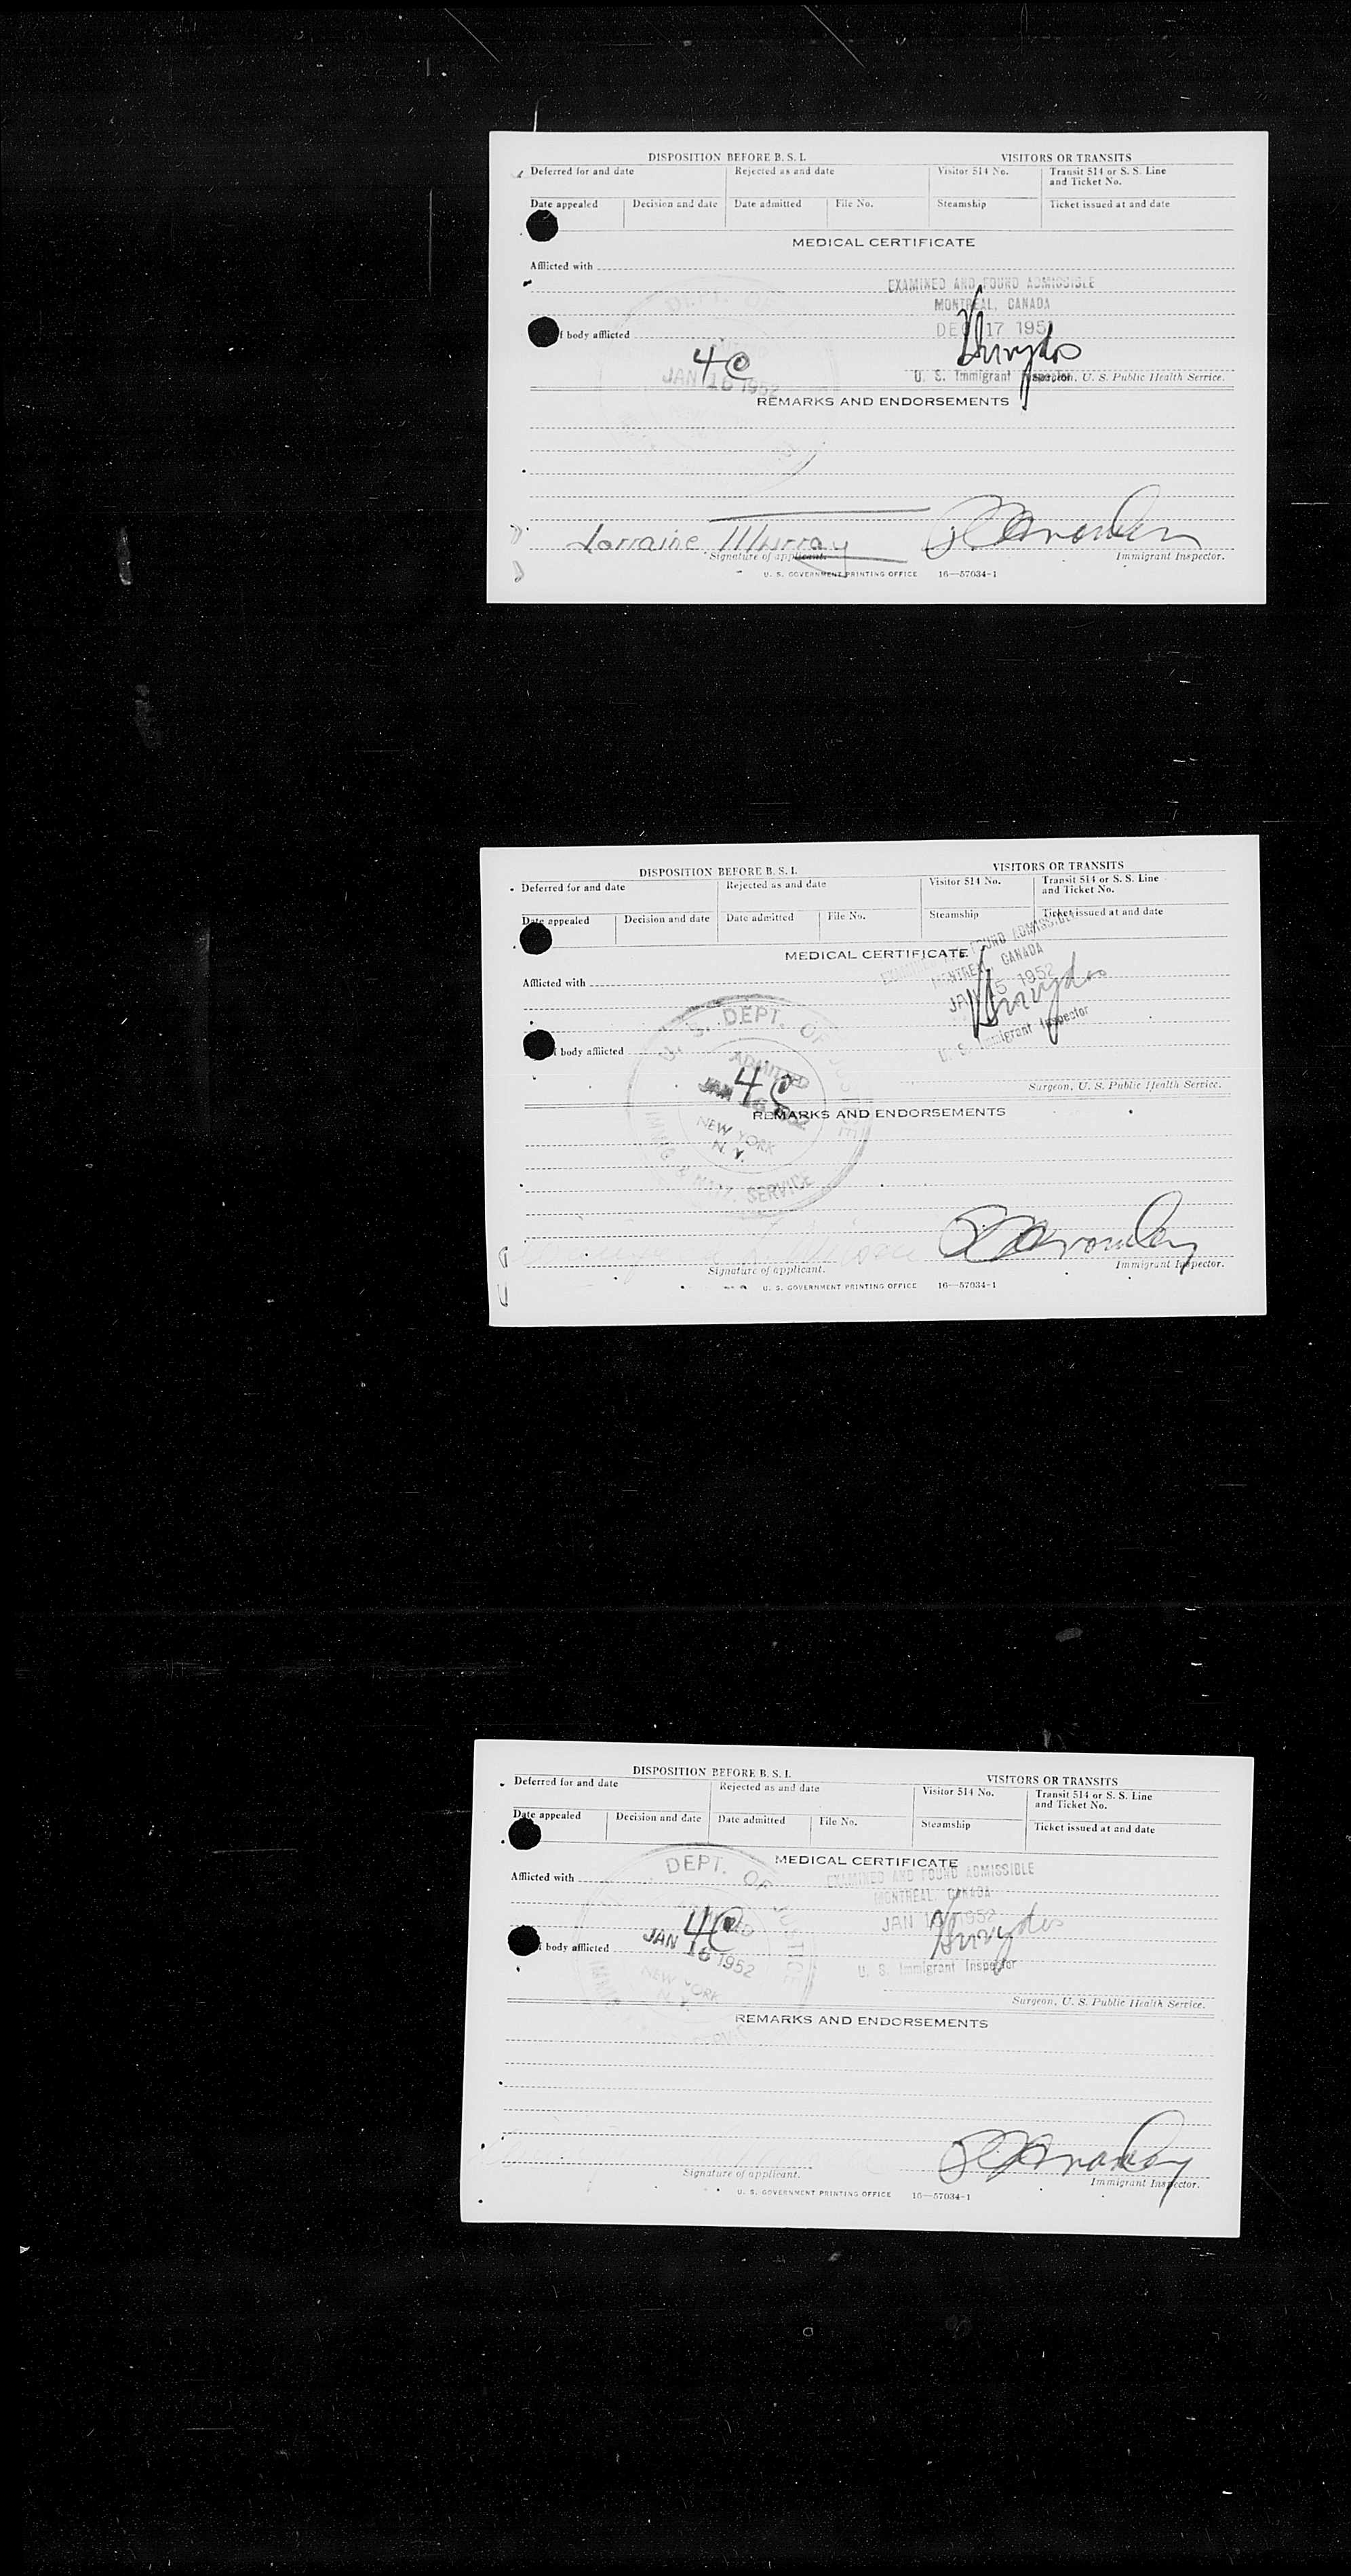 DISPOSITION BEFORE B. S. I.
VISITORS OR TRANSITS
Deferred for and date
Rejected as and date
Visitor 514 No.
Transit 514 or S. S. Line and Ticket No.
Date appealed
Decision and date
Date admitted
File No.
Steamship
Ticket issued at and date
MEDICAL CERTIFICATE
Afflicted with
EXAMINED AND FOUND ADMISSIBLE
MONTREAL, CANADA
DEC 17 1951
DEPT. OF
body afflicted
4C
JAN 16 1952
U. S. Immigrant Inspector
U. S. Public Health Service.
REMARKS AND ENDORSEMENTS
Lorraine Murray
Signature of applicant.
Immigrant Inspector.
U. S. GOVERNMENT PRINTING OFFICE 16—57034-1
DISPOSITION BEFORE B. S. I.
VISITORS OR TRANSITS
Deferred for and date
Rejected as and date
Visitor 514 No.
Transit 514 or S. S. Line and Ticket No.
Date appealed
Decision and date
Date admitted
File No.
Steamship
Ticket issued at and date
MEDICAL CERTIFICATE
FOUND ADMISSIBLE
MONTREAL, CANADA
1952
U. S. Immigrant Inspector
Afflicted with
U. S. DEPT. OF JUSTICE
body afflicted
ADMITTED
4C
JAN 16 1952
NEW YORK
N. Y.
IMMIG & NATZ. SERVICE
Surgeon, U. S. Public Health Service.
REMARKS AND ENDORSEMENTS
Signature of applicant.
Immigrant Inspector.
U. S. GOVERNMENT PRINTING OFFICE 16—57034-1
DISPOSITION BEFORE B. S. I.
VISITORS OR TRANSITS
Deferred for and date
Rejected as and date
Visitor 514 No.
Transit 514 or S. S. Line and Ticket No.
Date appealed
Decision and date
Date admitted
File No.
Steamship
Ticket issued at and date
MEDICAL CERTIFICATE
Afflicted with
EXAMINED AND FOUND ADMISSIBLE
MONTREAL, CANADA
JAN 1952
U. S. Immigrant Inspector
DEPT. OF JUSTICE
body afflicted
4C
JAN 16 1952
NEW YORK
Surgeon, U. S. Public Health Service.
REMARKS AND ENDORSEMENTS
Signature of applicant.
Immigrant Inspector.
U. S. GOVERNMENT PRINTING OFFICE 16—57034-1